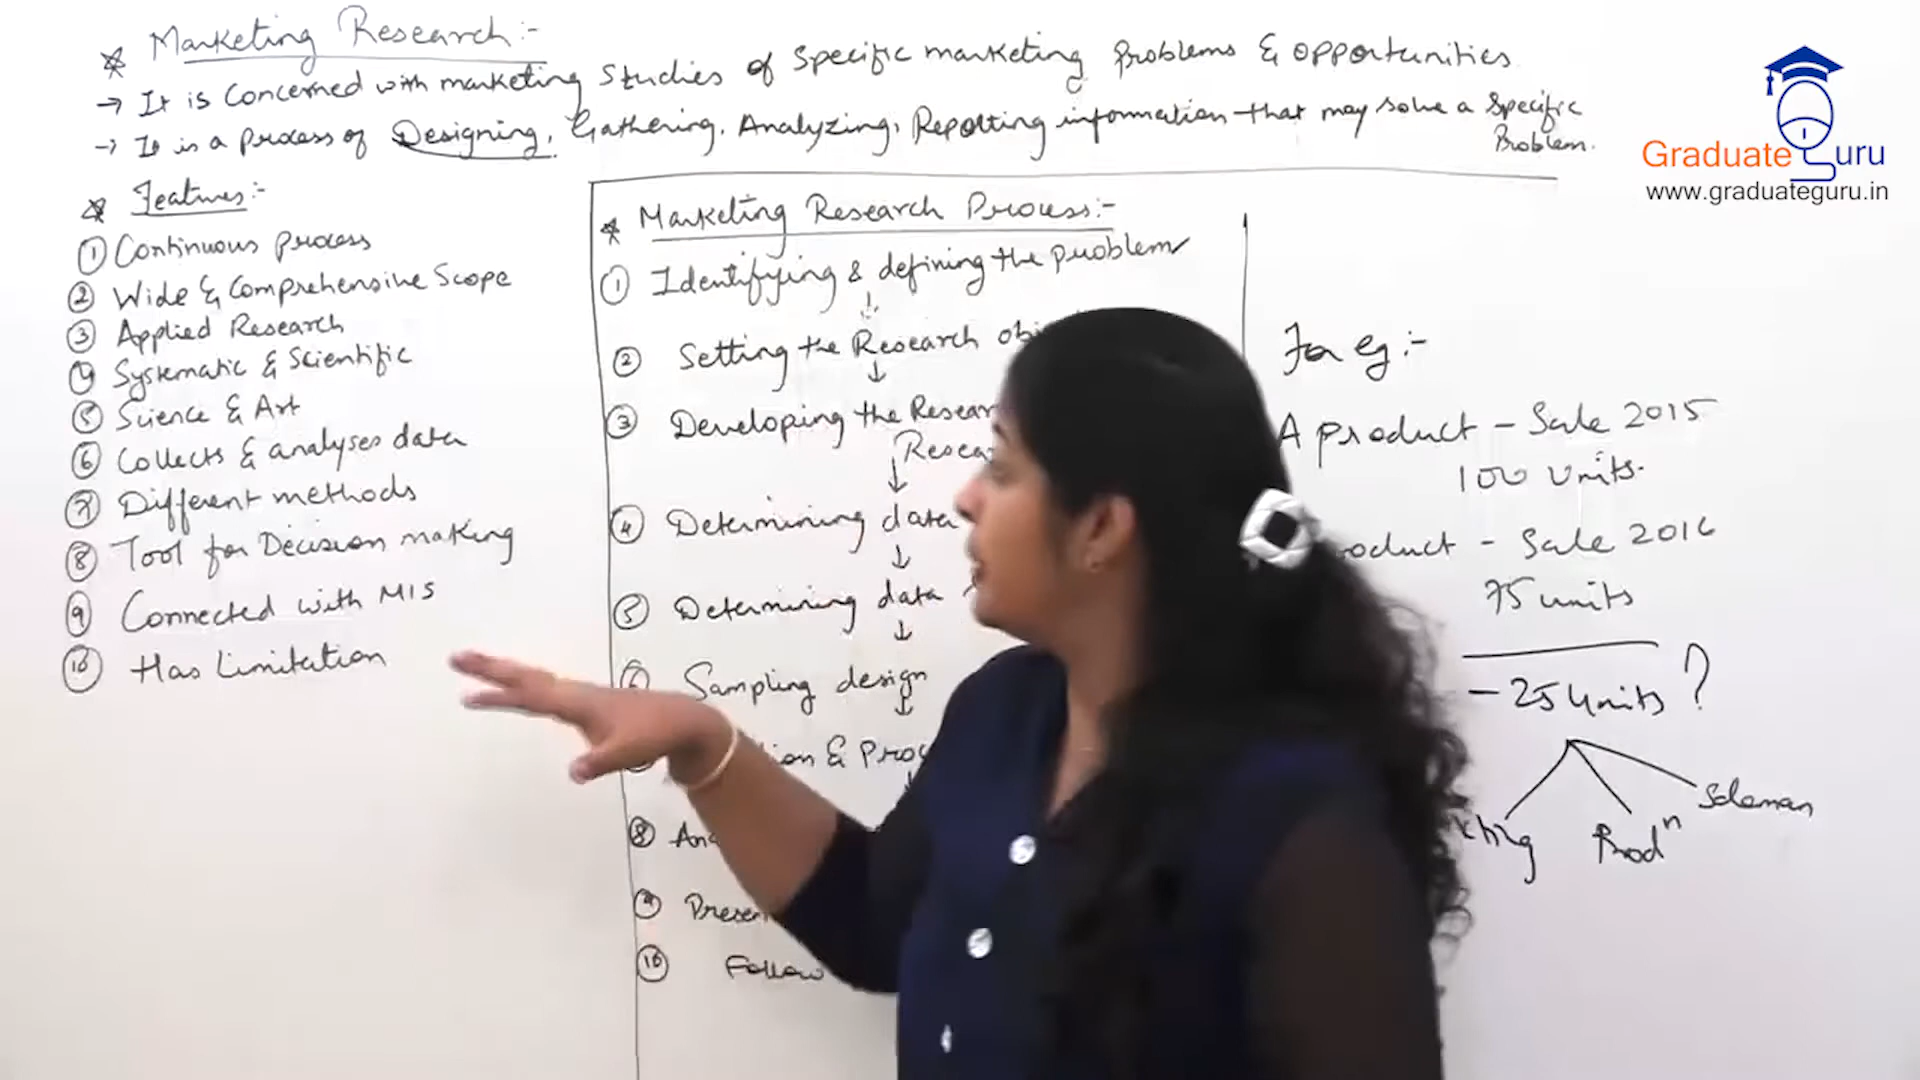 * Marketing Research:-
→ It is Concerned with marketing Studies of Specific marketing Problems & opportunities.
→ It is a Process of Designing, Gathering, Analyzing, Reporting information that may solve a Specific
Problem.
* Features:-
① Continuous process
② Wide & Comprehensive Scope
③ Applied Research
④ Systematic & Scientific
⑤ Science & Art
⑥ Collects & analyses data
⑦ Different methods
⑧ Tool for Decision making
⑨ Connected with MIS
⑩ Has Limitation
* Marketing Research Process:-
① Identifying & defining the problem
↓
② Setting the Research
↓
③ Developing the
↓
④ Determining data
↓
⑤ Determining data
↓
⑥ Sampling design
↓
&
⑧
⑨
⑩ Follow
For eg:-
A product - Sale 2015
100 units.
- Sale 2016
75 units
- 25 units ?
Prodⁿ
Salesman
GraduateGuru
www.graduateguru.in